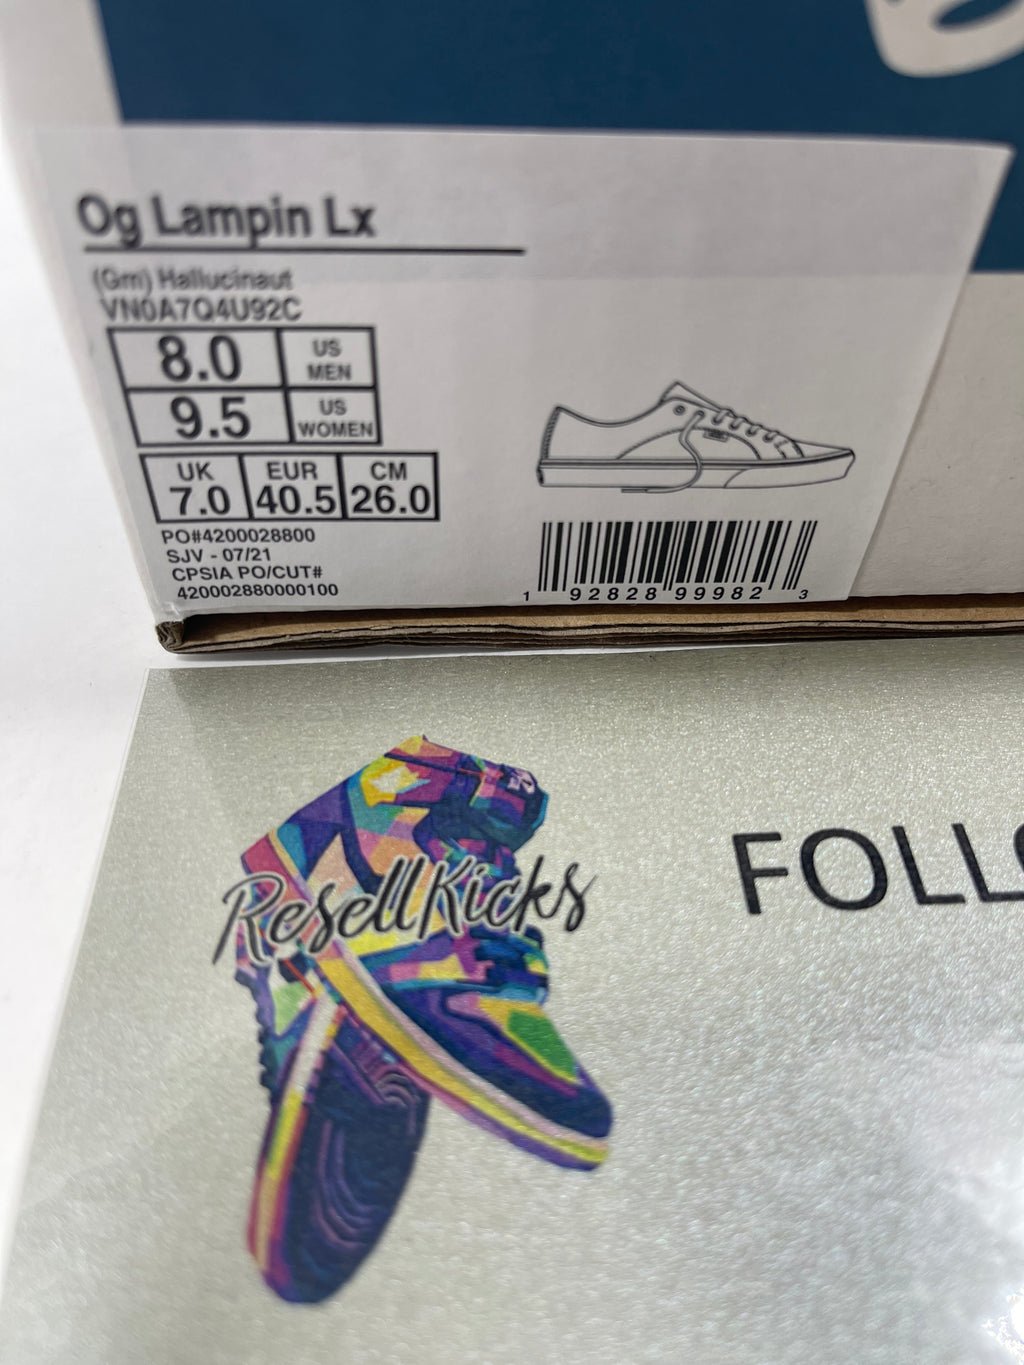 Og Lampin Lx
(Gm) Hallucinaut
VN0A7Q4U92C
8.0 US MEN
9.5 US WOMEN
UK EUR CM
7.0 40.5 26.0
PO#4200028800
SJV - 07/21
CPSIA PO/CUT#
420002880000100
1 92828 99982 3
ResellKicks
FOLLO